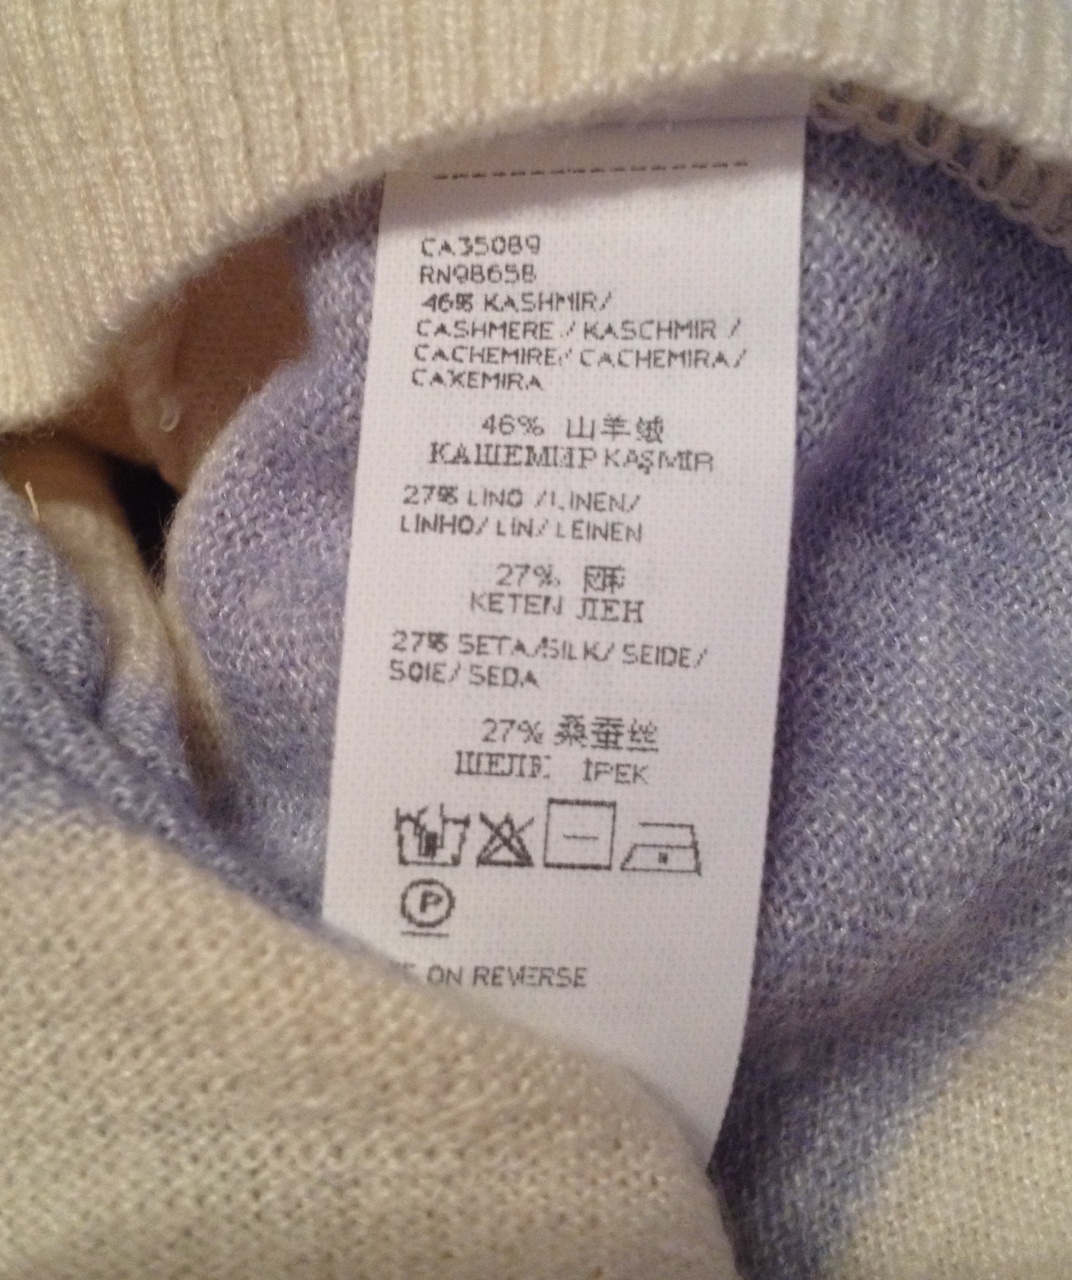 CA35089
RN98658
46% KASHMIR/
CASHMERE / KASCHMIR /
CACHEMIRE/ CACHEMIRA/
CAXEMIRA
46% 山羊绒
КАШЕМИР KAŞMIR
27% LINO /LINEN/
LINHO/ LIN/ LEINEN
27%
KETEN ЛЕН
27% SETA/SILK/ SEIDE/
SOIE/ SEDA
27% 桑蚕丝
ШЕЛК IPEK
P
ON REVERSE